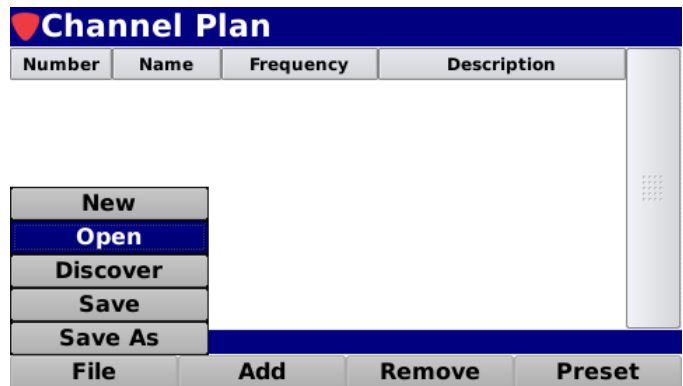 Channel Plan
Number Name Frequency Description
New
Open
Discover
Save
Save As
File Add Remove Preset